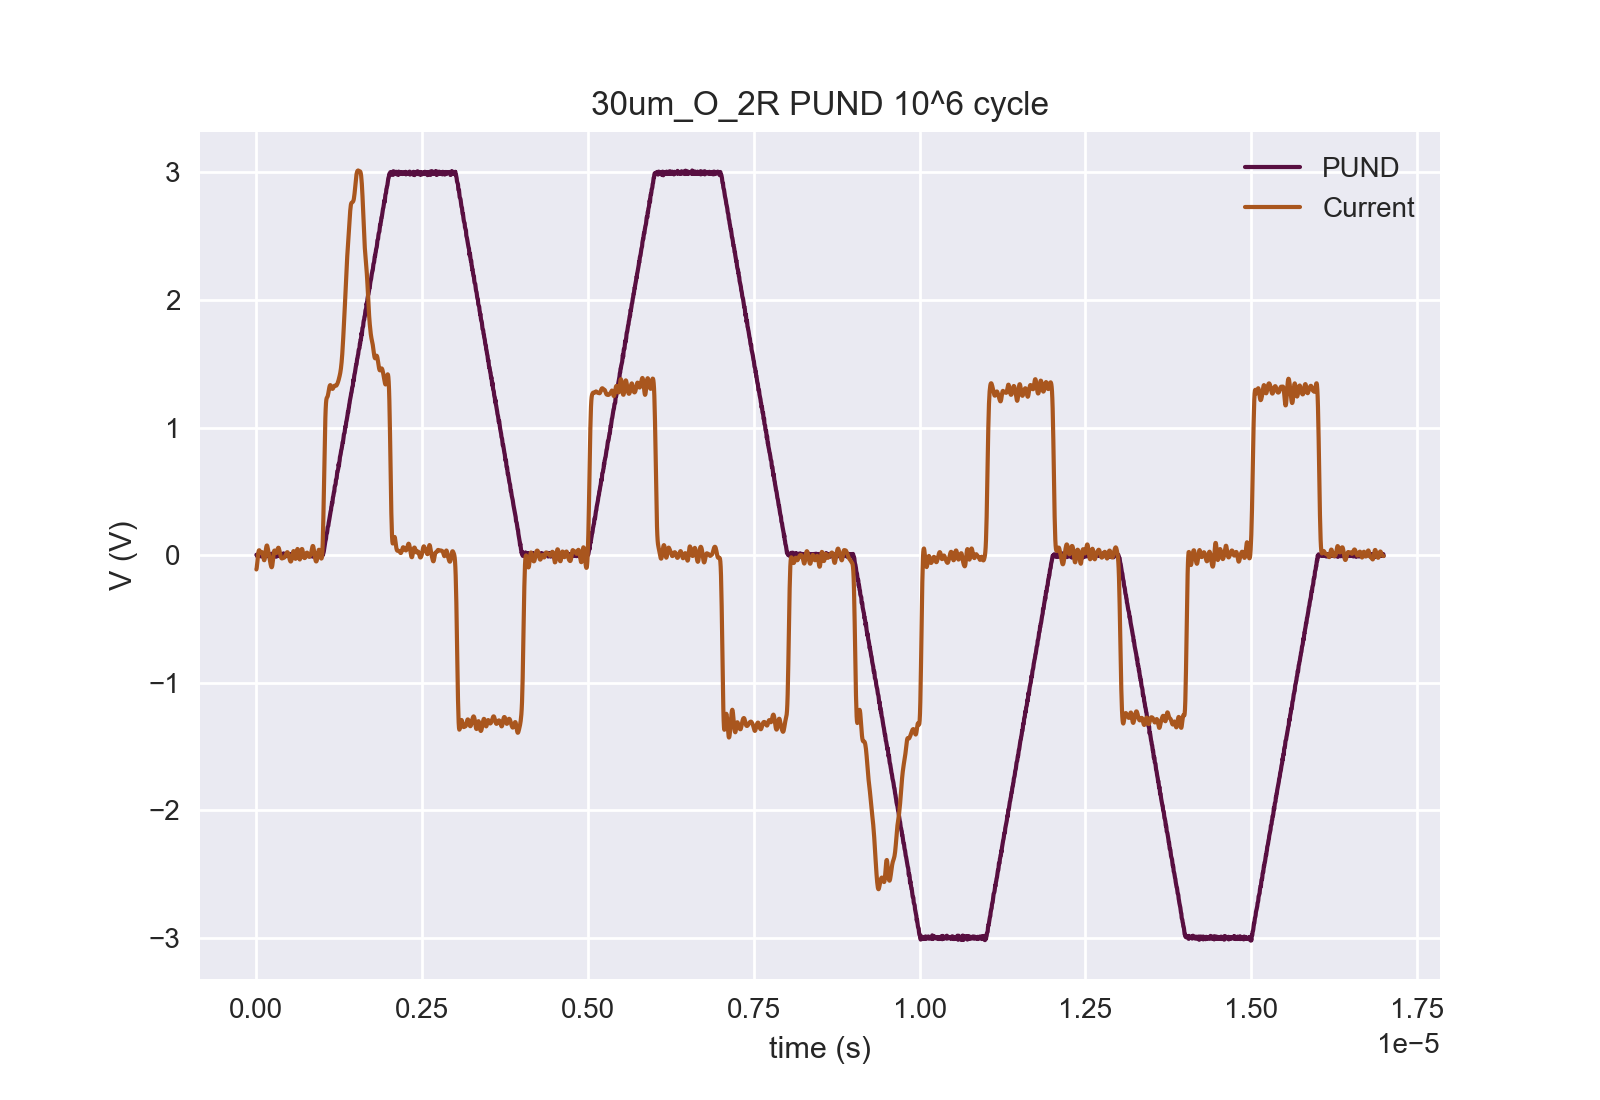 30um_O_2R PUND 10^6 cycle
PUND
Current
3
2
1
0
−1
−2
−3
V (V)
0.00 0.25 0.50 0.75 1.00 1.25 1.50 1.75
1e−5
time (s)